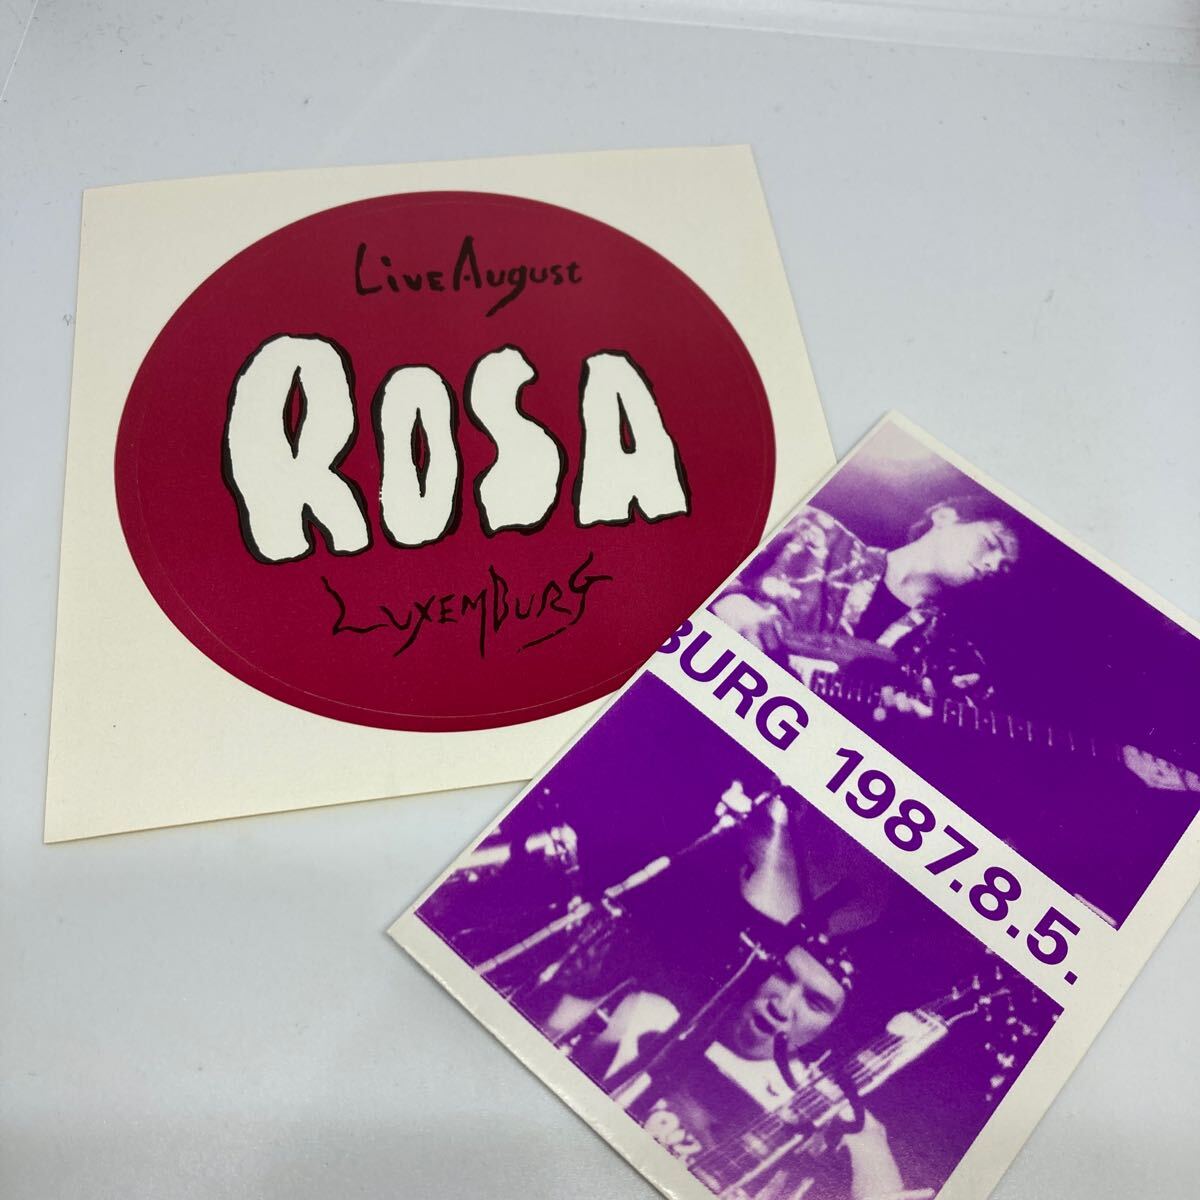 Live August
ROSA
LUXEMBURG
BURG 1987.8.5.